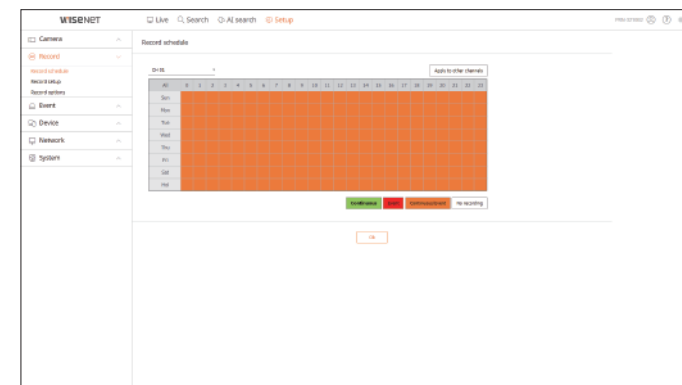 WISENET
Live Search AI search Setup
Camera
Record
Record schedule
Record setup
Record options
Event
Device
Network
System
Record schedule
CH 01
Apply to other channels
All 0 1 2 3 4 5 6 7 8 9 10 11 12 13 14 15 16 17 18 19 20 21 22 23
Sun
Mon
Tue
Wed
Thu
Fri
Sat
Hol
Continuous Event Continuous/Event No recording
OK